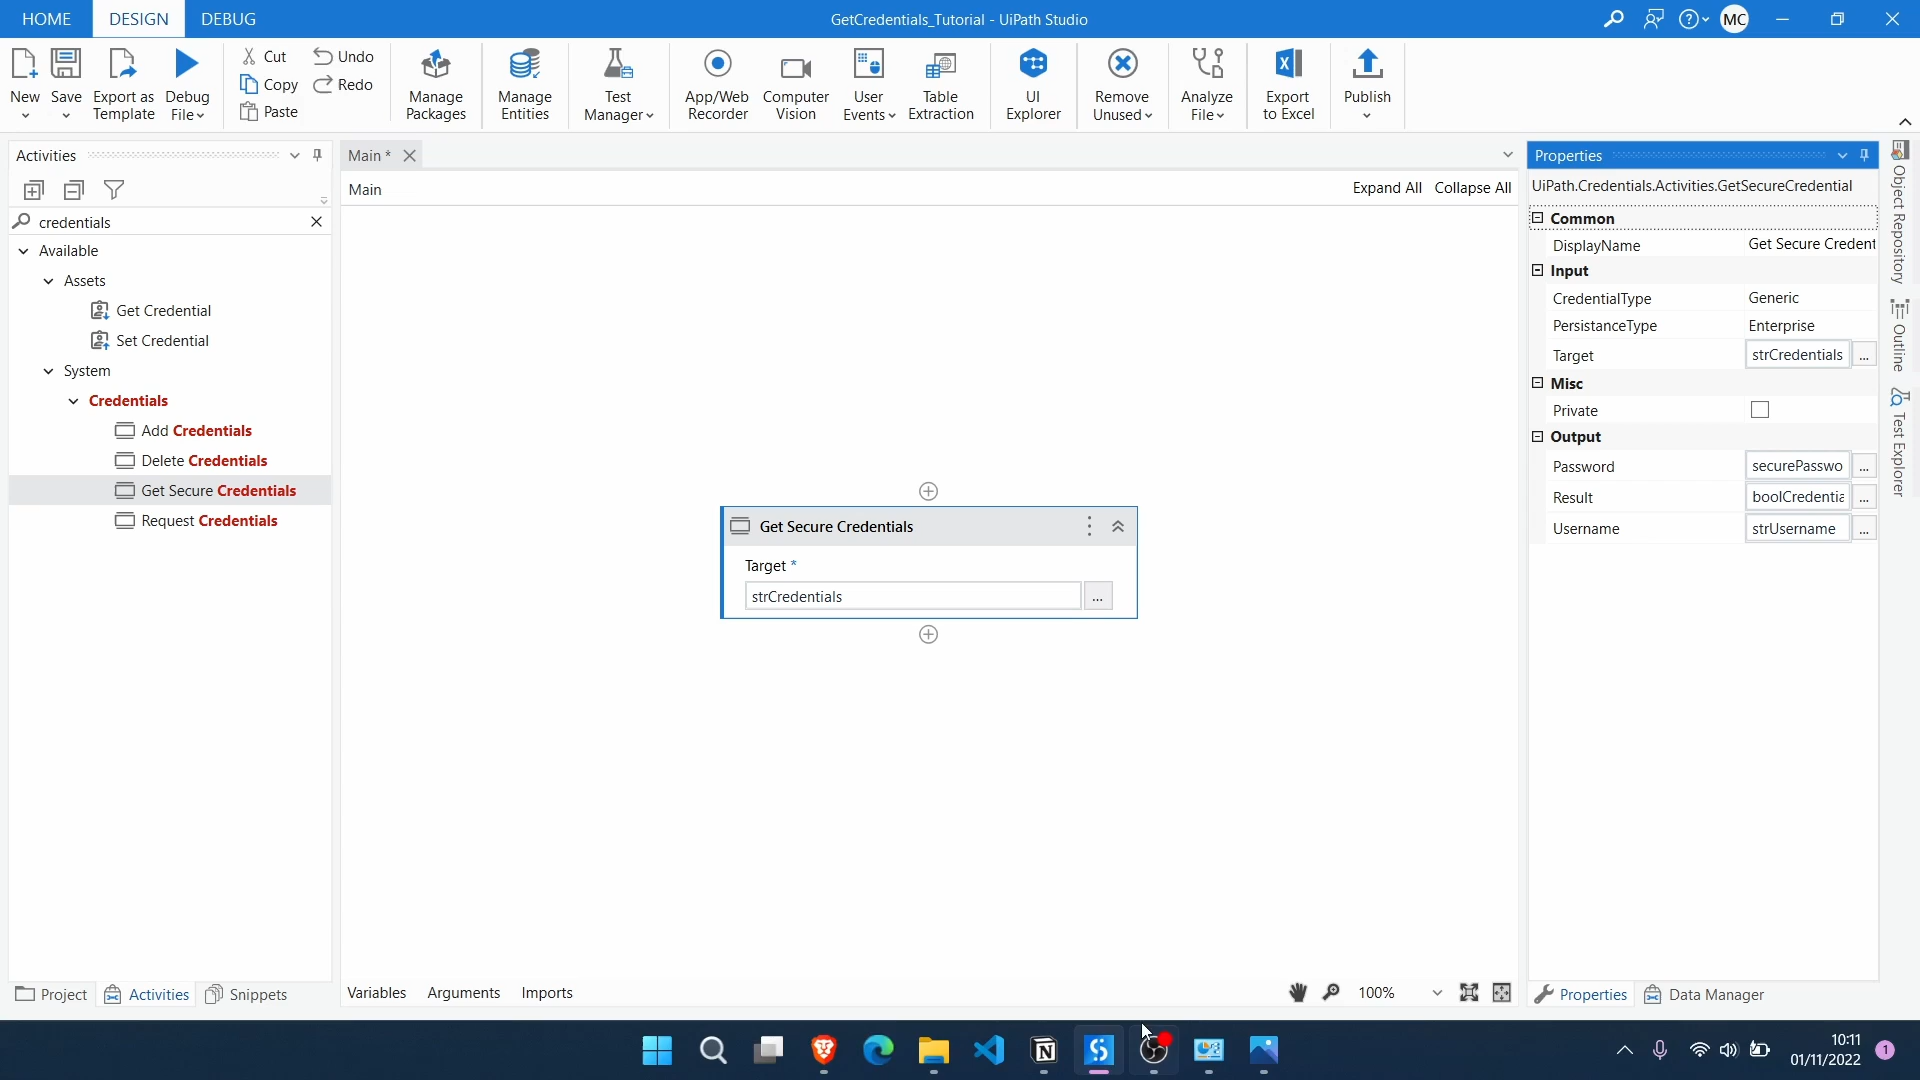 HOME
DESIGN
DEBUG
GetCredentials_Tutorial - UiPath Studio
MC
New
Save
Export as
Template
Debug
File
Cut
Copy
Paste
Undo
Redo
Manage
Packages
Manage
Entities
Test
Manager
App/Web
Recorder
Computer
Vision
User
Events
Table
Extraction
UI
Explorer
Remove
Unused
Analyze
File
Export
to Excel
Publish
Activities
credentials
Available
Assets
Get Credential
Set Credential
System
Credentials
Add Credentials
Delete Credentials
Get Secure Credentials
Request Credentials
Project
Activities
Snippets
Main *
Main
Expand All
Collapse All
Get Secure Credentials
Target *
strCredentials
...
Variables
Arguments
Imports
100%
Properties
UiPath.Credentials.Activities.GetSecureCredential
Common
DisplayName
Get Secure Credent
Input
CredentialType
Generic
PersistanceType
Enterprise
Target
strCredentials
...
Misc
Private
Output
Password
securePasswo
...
Result
boolCredentia
...
Username
strUsername
...
Properties
Data Manager
Object Repository
Outline
Test Explorer
10:11
01/11/2022
1